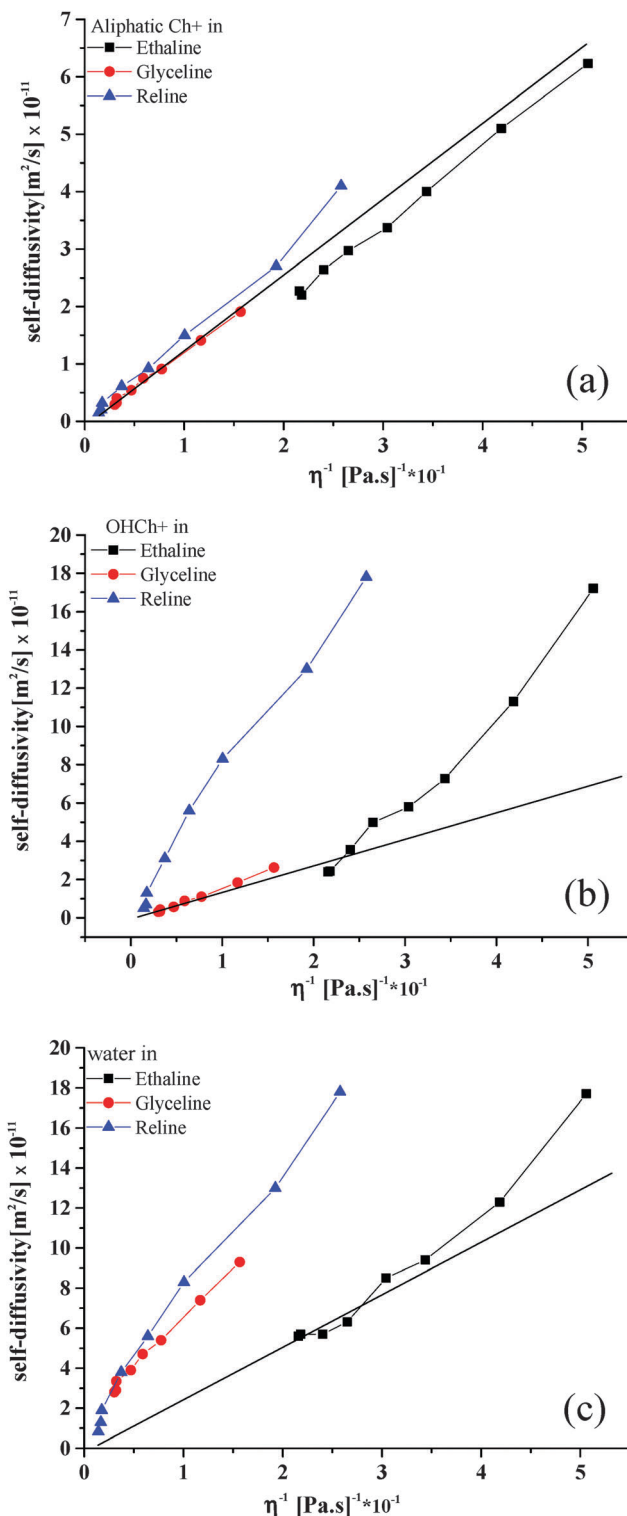 Aliphatic Ch+ in
Ethaline
Glyceline
Reline
6
5
4
3
2
1
0
self-diffusivity[m²/s] x 10⁻¹¹
(a)
0 1 2 3 4 5
η⁻¹ [Pa.s]⁻¹*10⁻¹
OHCh+ in
Ethaline
Glyceline
Reline
20
18
16
14
12
10
8
6
4
2
0
self-diffusivity[m²/s] x 10⁻¹¹
(b)
0 1 2 3 4 5
η⁻¹ [Pa.s]⁻¹*10⁻¹
water in
Ethaline
Glyceline
Reline
20
18
16
14
12
10
8
6
4
2
0
self-diffusivity[m²/s] x 10⁻¹¹
(c)
0 1 2 3 4 5
η⁻¹ [Pa.s]⁻¹*10⁻¹